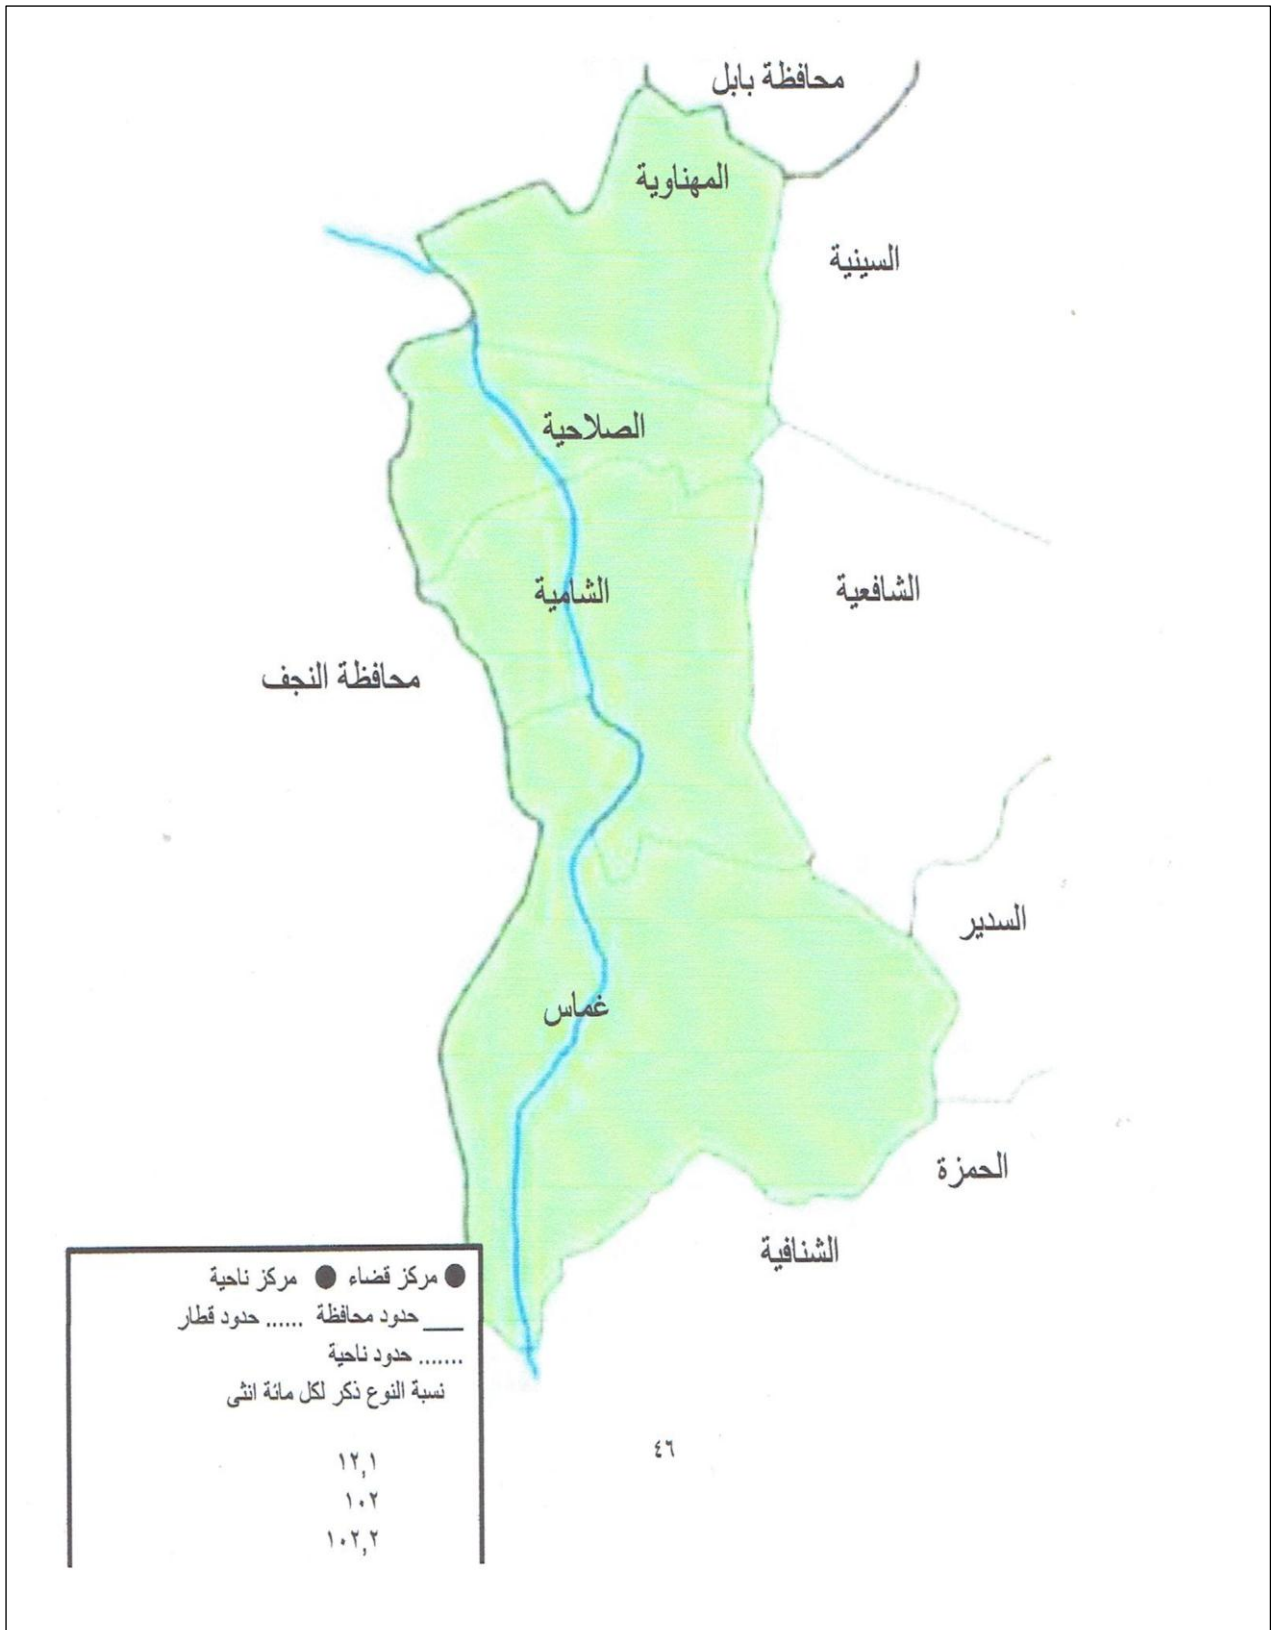 محافظة بابل
المهناوية
السينية
الصلاحية
الشامية
الشافعية
محافظة النجف
السدير
غماس
الحمزة
الشنافية
● مركز قضاء ● مركز ناحية
___ حدود محافظة ...... حدود قطار
....... حدود ناحية
نسبة النوع ذكر لكل مائة انثى
١٢,١
١٠٢
١٠٢,٢
٤٦